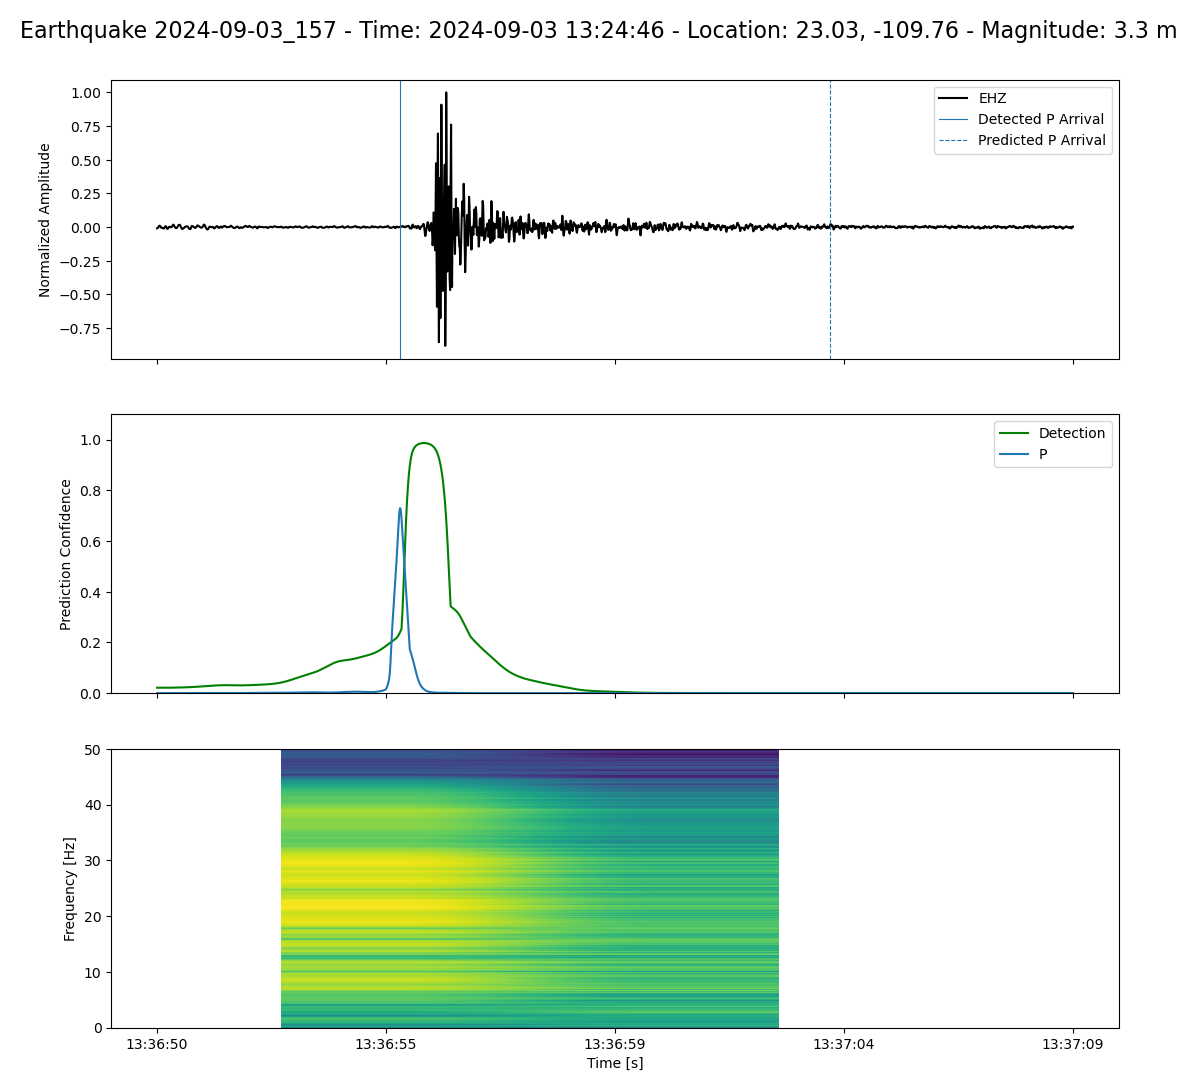 Earthquake 2024-09-03_157 - Time: 2024-09-03 13:24:46 - Location: 23.03, -109.76 - Magnitude: 3.3 m
Normalized Amplitude
1.00
0.75
0.50
0.25
0.00
−0.25
−0.50
−0.75
EHZ
Detected P Arrival
Predicted P Arrival
Prediction Confidence
1.0
0.8
0.6
0.4
0.2
0.0
Detection
P
Frequency [Hz]
50
40
30
20
10
0
13:36:50 13:36:55 13:36:59 13:37:04 13:37:09
Time [s]